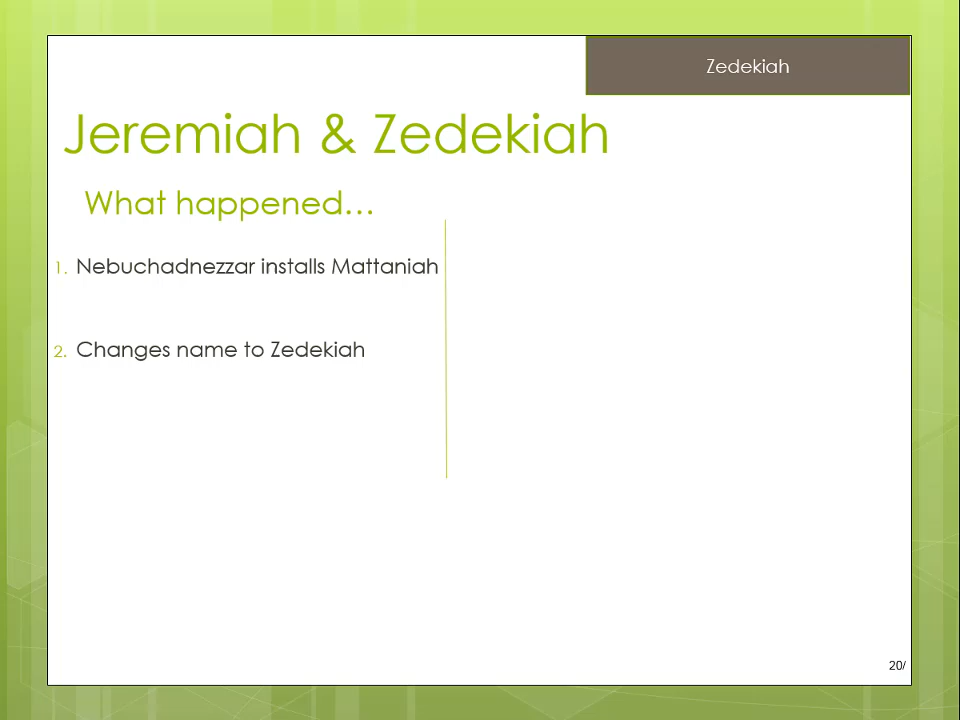 Zedekiah
Jeremiah & Zedekiah
What happened…
1. Nebuchadnezzar installs Mattaniah
2. Changes name to Zedekiah
20/